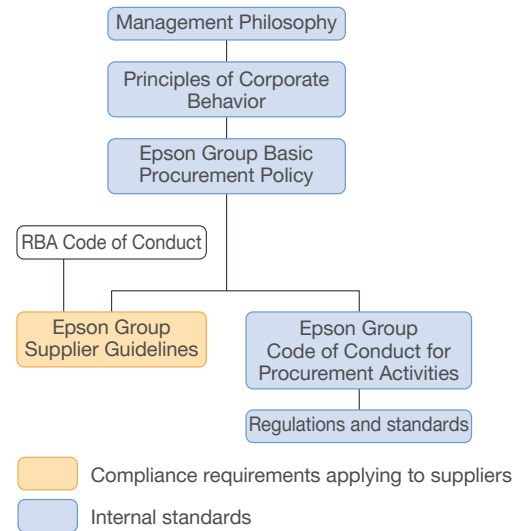 Management Philosophy
Principles of Corporate
Behavior
Epson Group Basic
Procurement Policy
RBA Code of Conduct
Epson Group
Supplier Guidelines
Epson Group
Code of Conduct for
Procurement Activities
Regulations and standards
Compliance requirements applying to suppliers
Internal standards